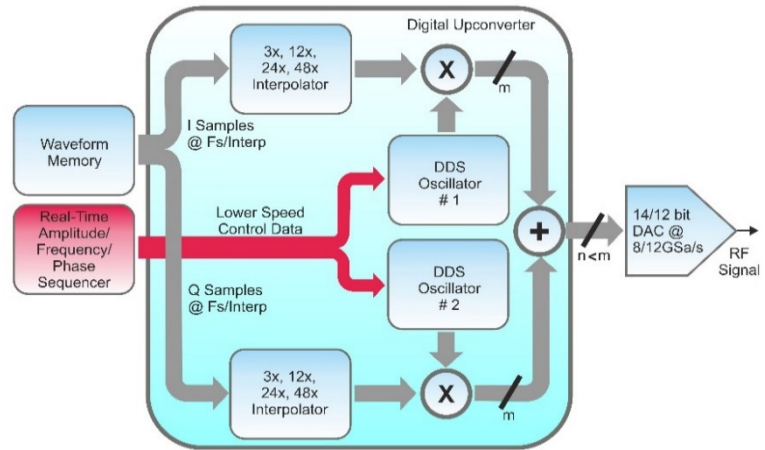 Digital Upconverter
3x, 12x,
24x, 48x
Interpolator
X
m
I Samples
@ Fs/Interp
Waveform
Memory
DDS
Oscillator
# 1
Real-Time
Amplitude/
Frequency/
Phase
Sequencer
Lower Speed
Control Data
+
n<m
14/12 bit
DAC @
8/12GSa/s
RF
Signal
Q Samples
@ Fs/Interp
DDS
Oscillator
# 2
3x, 12x,
24x, 48x
Interpolator
X
m